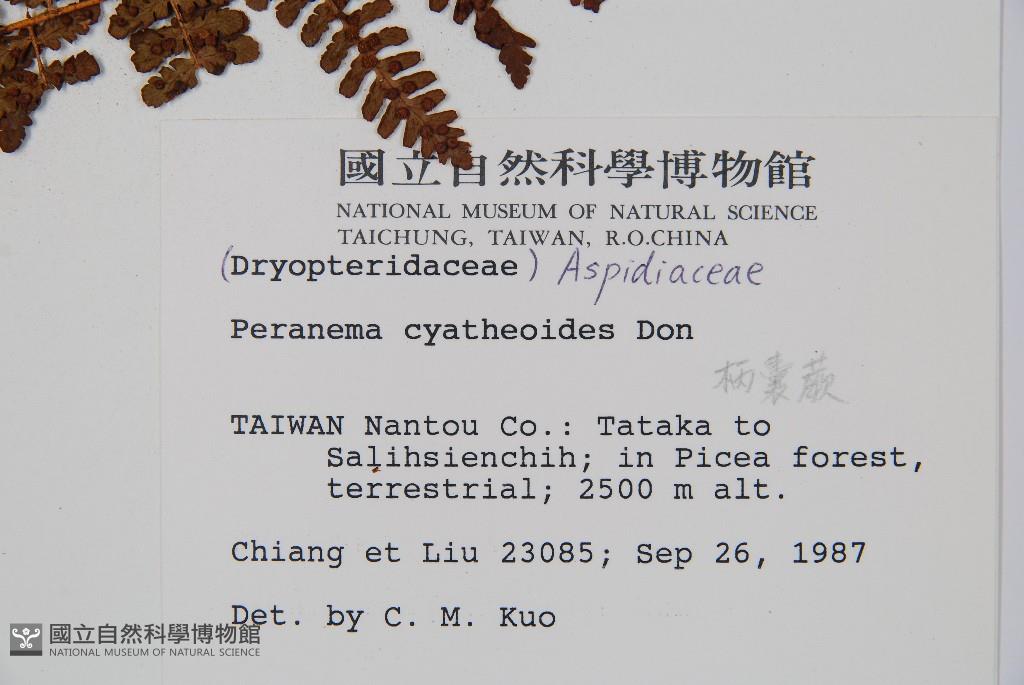 國立自然科學博物館
NATIONAL MUSEUM OF NATURAL SCIENCE
TAICHUNG, TAIWAN, R.O.CHINA
(Dryopteridaceae) Aspidiaceae
Peranema cyatheoides Don
柄囊蕨
TAIWAN Nantou Co.: Tataka to
Salihsienchih; in Picea forest,
terrestrial; 2500 m alt.
Chiang et Liu 23085; Sep 26, 1987
Det. by C. M. Kuo
國立自然科學博物館
NATIONAL MUSEUM OF NATURAL SCIENCE